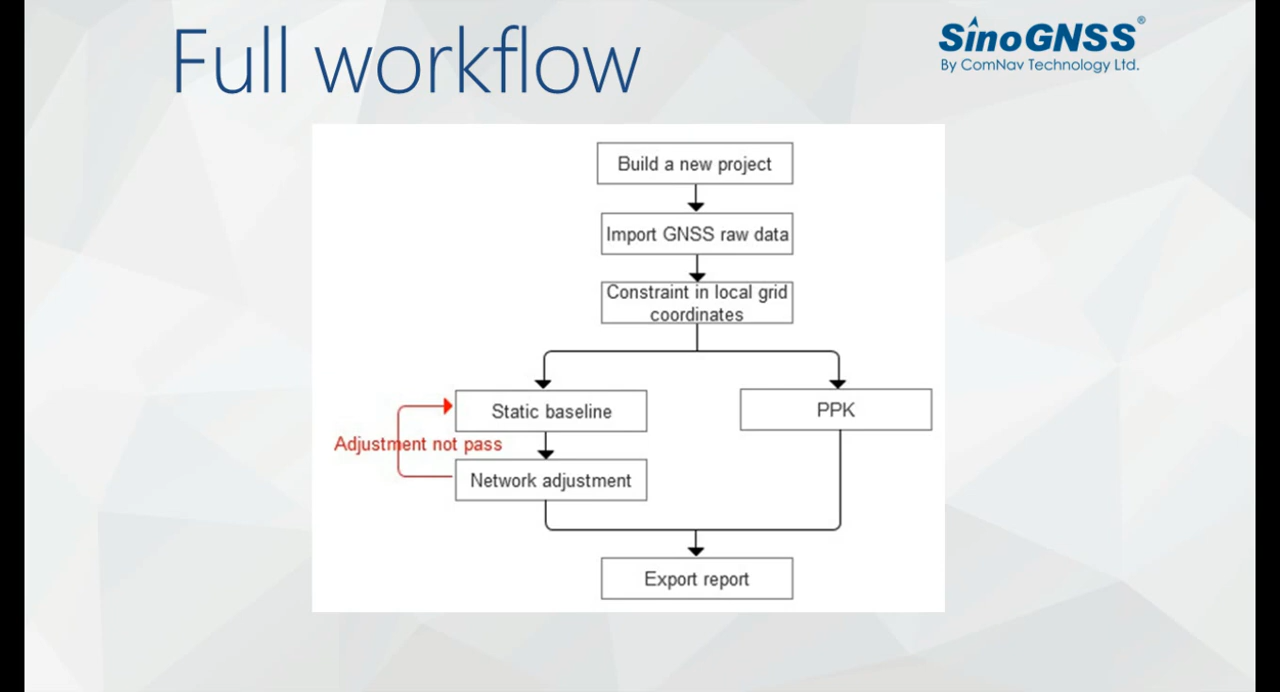 Full workflow
SinoGNSS®
By ComNav Technology Ltd.
Build a new project
Import GNSS raw data
Constraint in local grid
coordinates
Static baseline
PPK
Adjustment not pass
Network adjustment
Export report